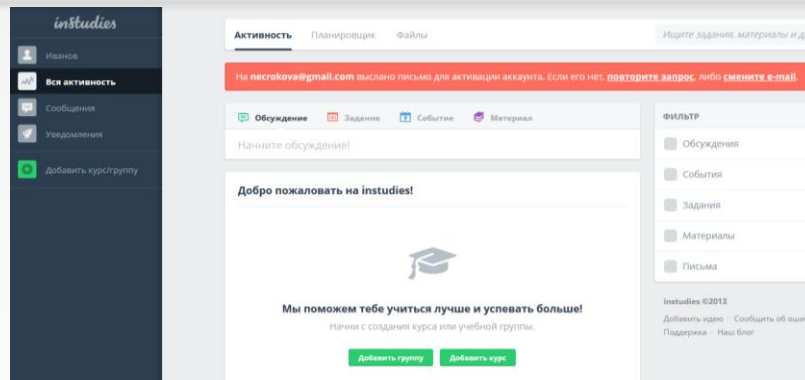 instudies
Иванов
Вся активность
Сообщения
Уведомления
Добавить курс/группу
Активность Планировщик Файлы
Ищите задания, материалы и
На necrokova@gmail.com выслано письмо для активации аккаунта. Если его нет, повторите запрос, либо смените e-mail.
Обсуждение Задание Событие Материал
Начните обсуждение!
Добро пожаловать на instudies!
Мы поможем тебе учиться лучше и успевать больше!
Начни с создания курса или учебной группы.
Добавить группу Добавить курс
ФИЛЬТР
Обсуждения
События
Задания
Материалы
Письма
instudies ©2013
Добавить идею · Сообщить об
Поддержка · Наш блог